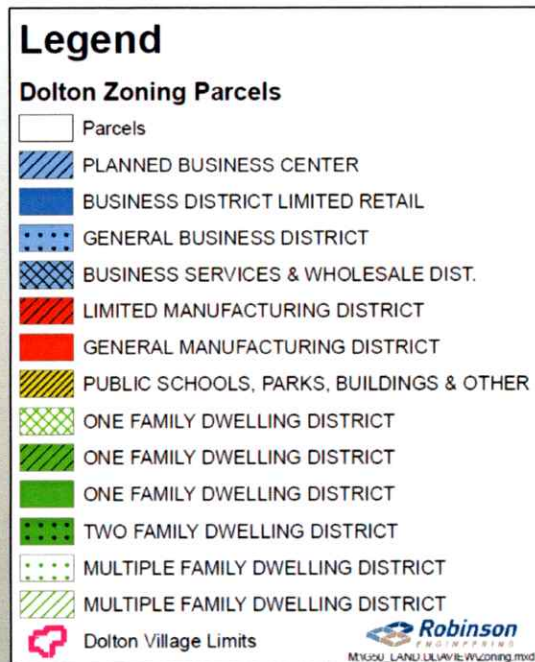 Legend
Dolton Zoning Parcels
Parcels
PLANNED BUSINESS CENTER
BUSINESS DISTRICT LIMITED RETAIL
GENERAL BUSINESS DISTRICT
BUSINESS SERVICES & WHOLESALE DIST.
LIMITED MANUFACTURING DISTRICT
GENERAL MANUFACTURING DISTRICT
PUBLIC SCHOOLS, PARKS, BUILDINGS & OTHER
ONE FAMILY DWELLING DISTRICT
ONE FAMILY DWELLING DISTRICT
ONE FAMILY DWELLING DISTRICT
TWO FAMILY DWELLING DISTRICT
MULTIPLE FAMILY DWELLING DISTRICT
MULTIPLE FAMILY DWELLING DISTRICT
Dolton Village Limits
Robinson
ENGINEERING